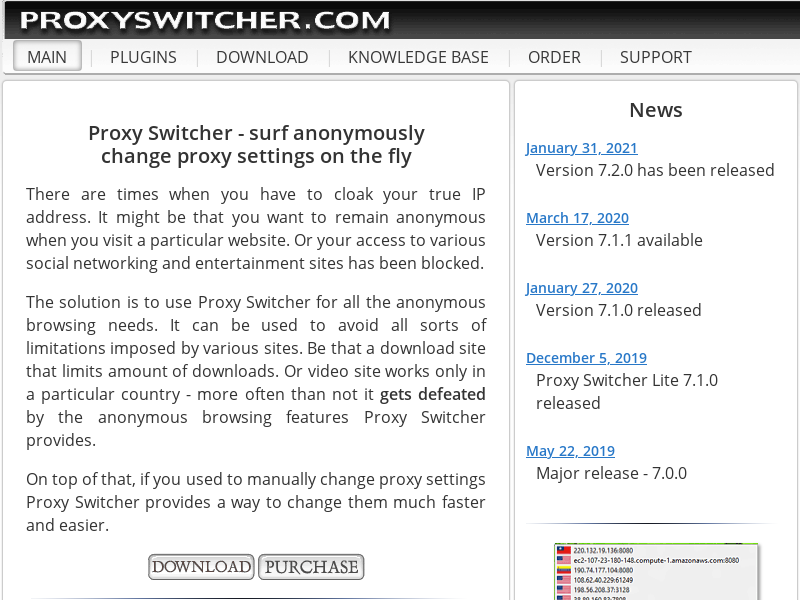 PROXYSWITCHER.COM
MAIN
PLUGINS
DOWNLOAD
KNOWLEDGE BASE
ORDER
SUPPORT
Proxy Switcher - surf anonymously
change proxy settings on the fly
There are times when you have to cloak your true IP
address. It might be that you want to remain anonymous
when you visit a particular website. Or your access to various
social networking and entertainment sites has been blocked.
The solution is to use Proxy Switcher for all the anonymous
browsing needs. It can be used to avoid all sorts of
limitations imposed by various sites. Be that a download site
that limits amount of downloads. Or video site works only in
a particular country - more often than not it gets defeated
by the anonymous browsing features Proxy Switcher
provides.
On top of that, if you used to manually change proxy settings
Proxy Switcher provides a way to change them much faster
and easier.
DOWNLOAD
PURCHASE
News
January 31, 2021
Version 7.2.0 has been released
March 17, 2020
Version 7.1.1 available
January 27, 2020
Version 7.1.0 released
December 5, 2019
Proxy Switcher Lite 7.1.0
released
May 22, 2019
Major release - 7.0.0
220.132.19.136:8080
ec2-107-23-180-148.compute-1.amazonaws.com:8080
190.74.177.104:8080
108.62.40.229:61249
198.56.208.37:3128